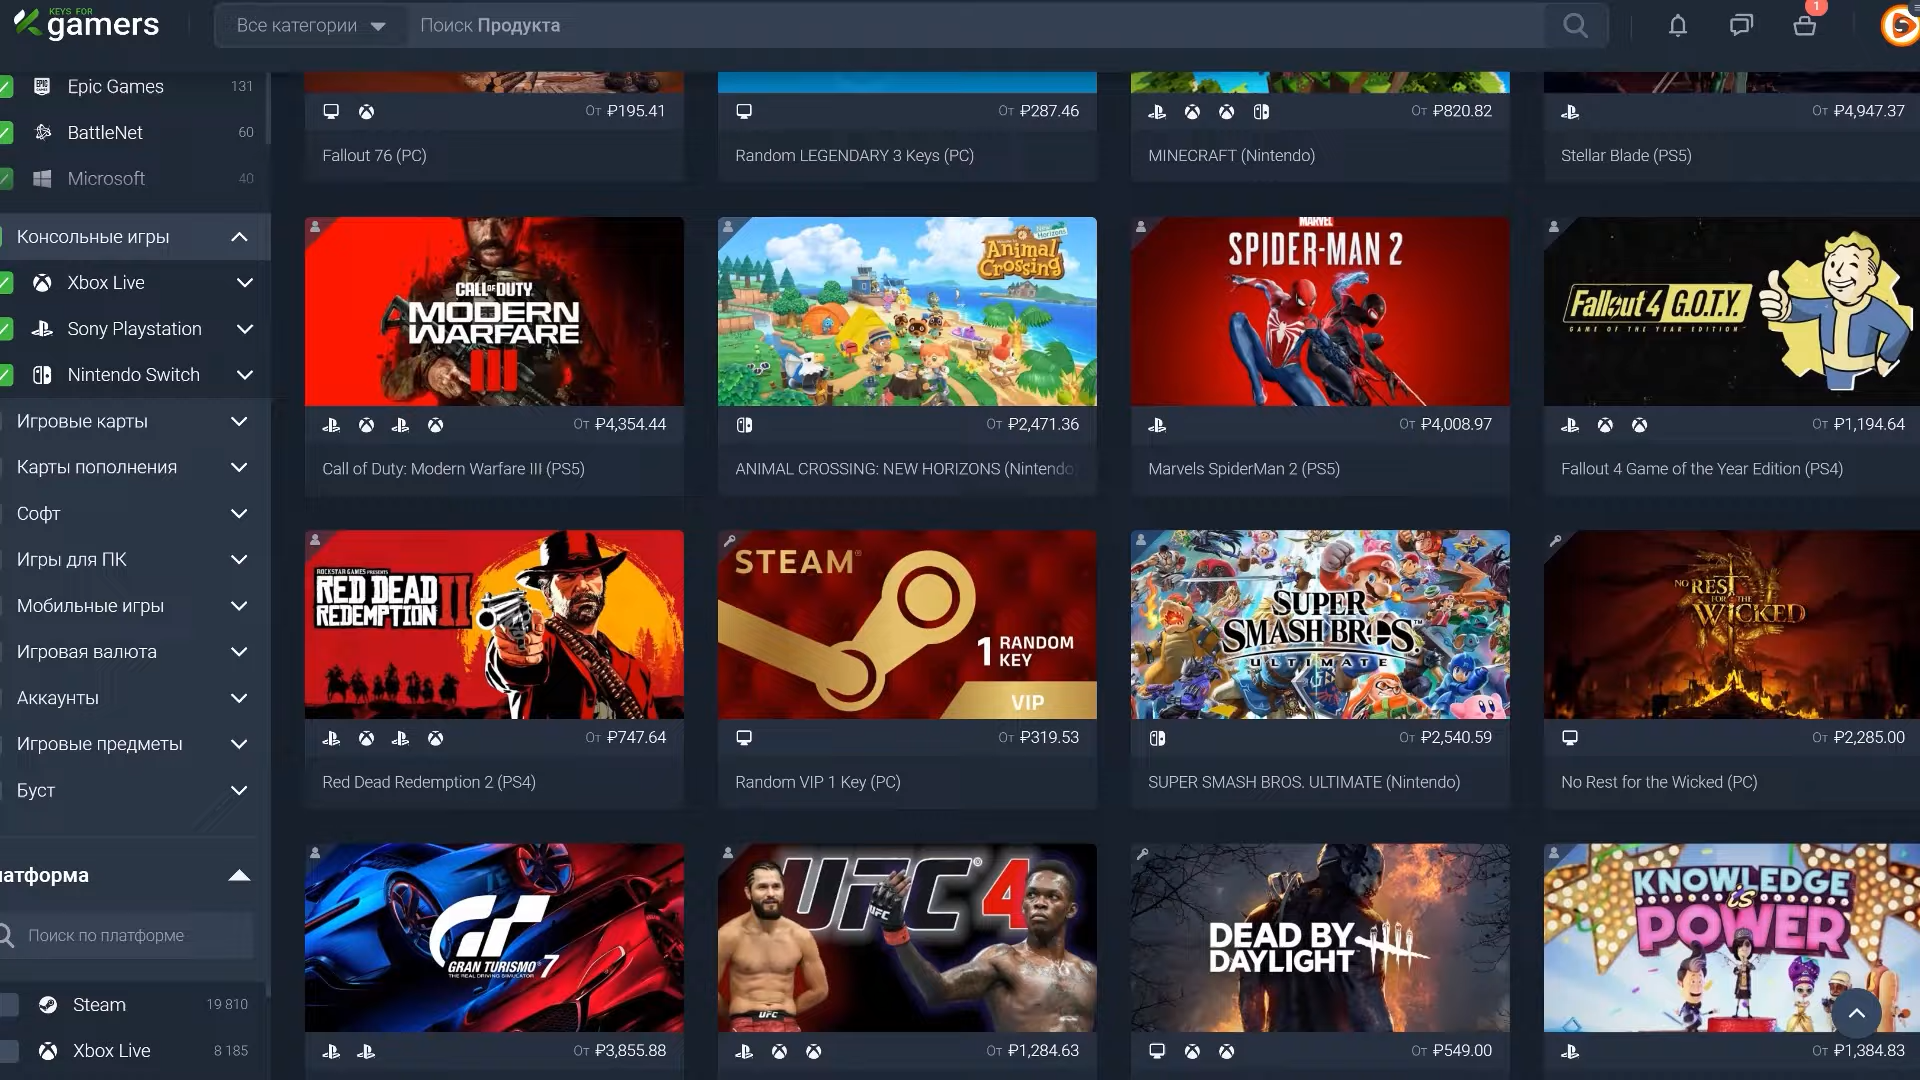 KEYS FOR
gamers
Все категории
Поиск Продукта
1
Epic Games 131
BattleNet 60
Microsoft 40
Консольные игры
Xbox Live
Sony Playstation
Nintendo Switch
Игровые карты
Карты пополнения
Софт
Игры для ПК
Мобильные игры
Игровая валюта
Аккаунты
Игровые предметы
Буст
латформа
Поиск по платформе
Steam 19 810
Xbox Live 8 185
От ₽195.41
Fallout 76 (PC)
От ₽287.46
Random LEGENDARY 3 Keys (PC)
От ₽820.82
MINECRAFT (Nintendo)
От ₽4,947.37
Stellar Blade (PS5)
CALL OF DUTY
MODERN
WARFARE
III
От ₽4,354.44
Call of Duty: Modern Warfare III (PS5)
New Horizons
Animal
Crossing
От ₽2,471.36
ANIMAL CROSSING: NEW HORIZONS (Nintendo
MARVEL
SPIDER-MAN 2
От ₽4,008.97
Marvels SpiderMan 2 (PS5)
Fallout 4 G.O.T.Y.
GAME OF THE YEAR EDITION
От ₽1,194.64
Fallout 4 Game of the Year Edition (PS4)
ROCKSTAR GAMES PRESENTS
RED DEAD
REDEMPTION II
От ₽747.64
Red Dead Redemption 2 (PS4)
STEAM®
1 RANDOM
KEY
VIP
От ₽319.53
Random VIP 1 Key (PC)
SUPER
SMASH BROS.™
ULTIMATE
От ₽2,540.59
SUPER SMASH BROS. ULTIMATE (Nintendo)
NO REST
FOR THE
WICKED
От ₽2,285.00
No Rest for the Wicked (PC)
GT
GRAN TURISMO® 7
THE REAL DRIVING SIMULATOR
От ₽3,855.88
UFC® 4
UFC
UFC
От ₽1,284.63
DEAD BY
DAYLIGHT
От ₽549.00
KNOWLEDGE
is
POWER
От ₽1,384.83